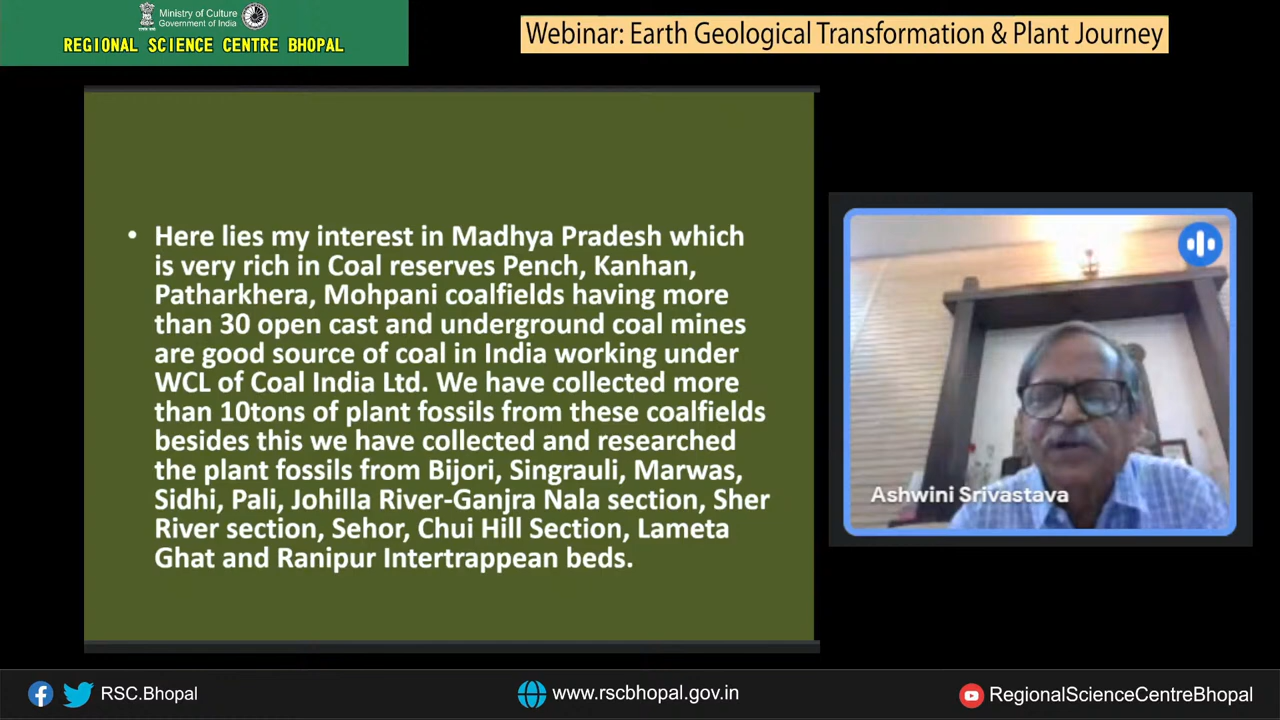 Ministry of Culture
Government of India
REGIONAL SCIENCE CENTRE BHOPAL
Webinar: Earth Geological Transformation & Plant Journey
• Here lies my interest in Madhya Pradesh which
is very rich in Coal reserves Pench, Kanhan,
Patharkhera, Mohpani coalfields having more
than 30 open cast and underground coal mines
are good source of coal in India working under
WCL of Coal India Ltd. We have collected more
than 10tons of plant fossils from these coalfields
besides this we have collected and researched
the plant fossils from Bijori, Singrauli, Marwas,
Sidhi, Pali, Johilla River-Ganjra Nala section, Sher
River section, Sehor, Chui Hill Section, Lameta
Ghat and Ranipur Intertrappean beds.
Ashwini Srivastava
RSC.Bhopal
www.rscbhopal.gov.in
RegionalScienceCentreBhopal